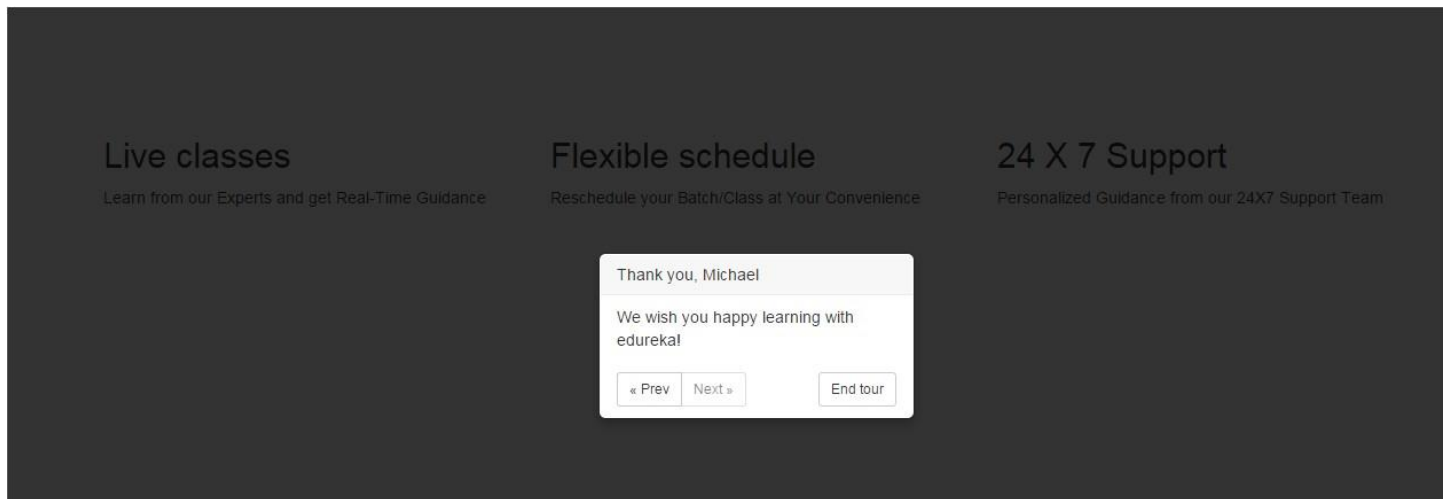 Live classes
Flexible schedule
24 X 7 Support
Learn from our Experts and get Real-Time Guidance
Reschedule your Batch/Class at Your Convenience
Personalized Guidance from our 24X7 Support Team
Thank you, Michael
We wish you happy learning with
edureka!
« Prev
Next »
End tour